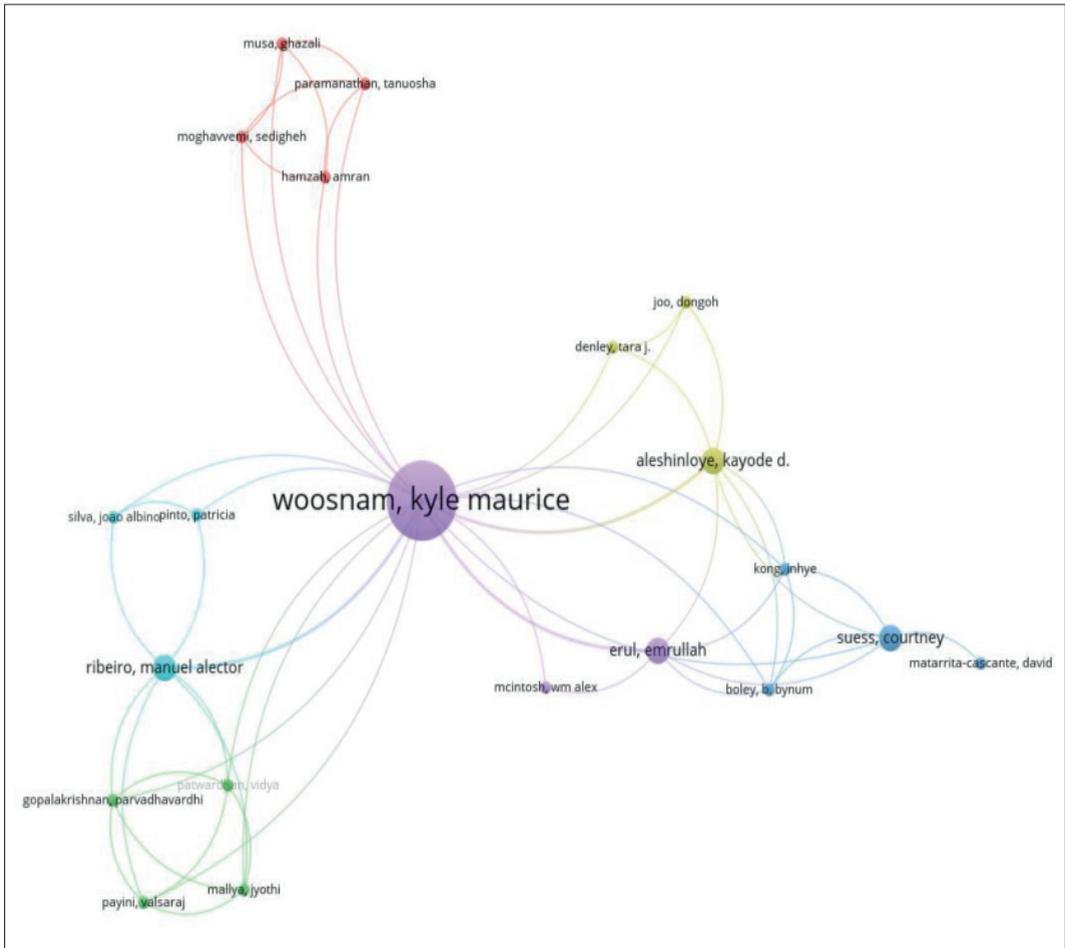 musa, ghazali
paramanathan, tanuosha
moghavvemi, sedigheh
hamzah, amran
joo, dongoh
denley, tara j.
aleshinloye, kayode d.
woosnam, kyle maurice
silva, joao albino
pinto, patricia
kong, inhye
suess, courtney
erul, emrullah
matarrita-cascante, david
ribeiro, manuel alector
mcintosh, wm alex
boley, b. bynum
patwardhan, vidya
gopalakrishnan, parvadhavardhi
mallya, jyothi
payini, valsaraj